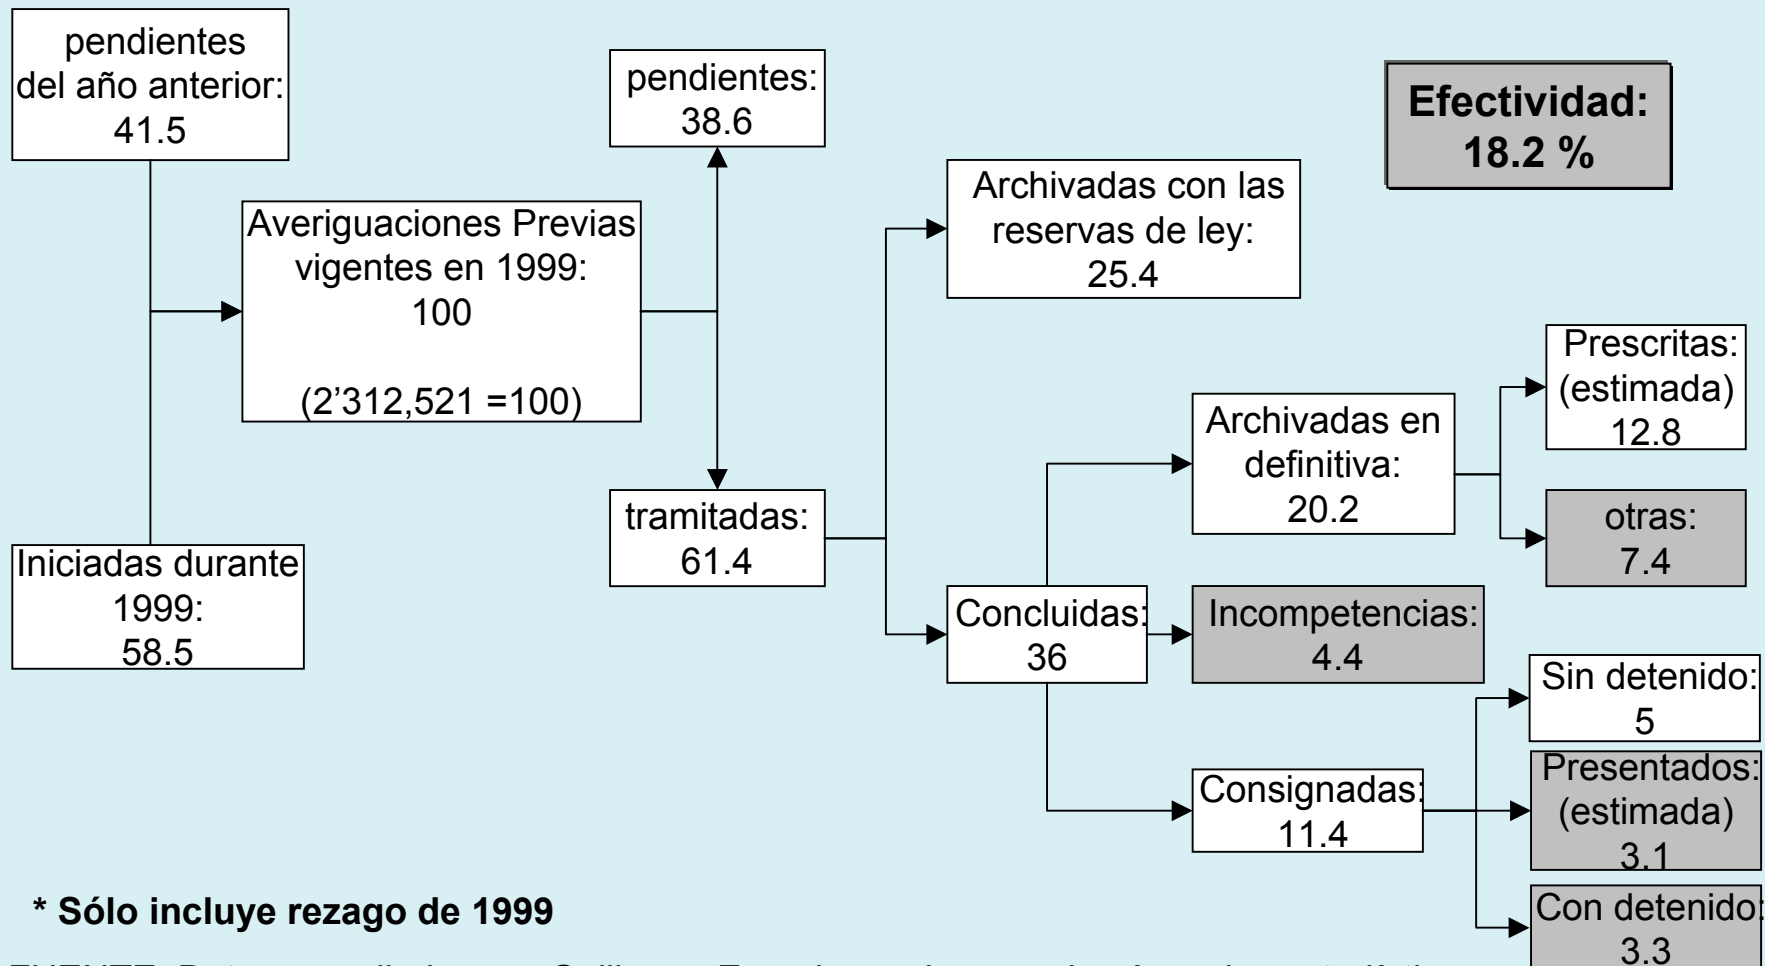 pendientes
del año anterior:
41.5
pendientes:
38.6
Efectividad:
18.2 %
Archivadas con las
reservas de ley:
25.4
Averiguaciones Previas
vigentes en 1999:
100
(2’312,521 =100)
Prescritas:
(estimada)
12.8
Archivadas en
definitiva:
20.2
tramitadas:
61.4
otras:
7.4
Iniciadas durante
1999:
58.5
Concluidas:
36
Incompetencias:
4.4
Sin detenido:
5
Presentados:
(estimada)
3.1
Consignadas:
11.4
Con detenido:
3.3
* Sólo incluye rezago de 1999